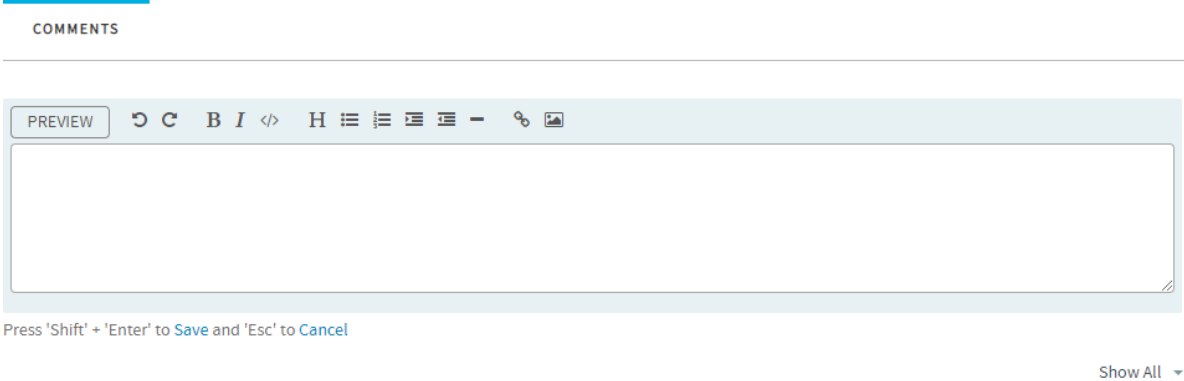 COMMENTS
PREVIEW B I </> H
Press 'Shift' + 'Enter' to Save and 'Esc' to Cancel
Show All